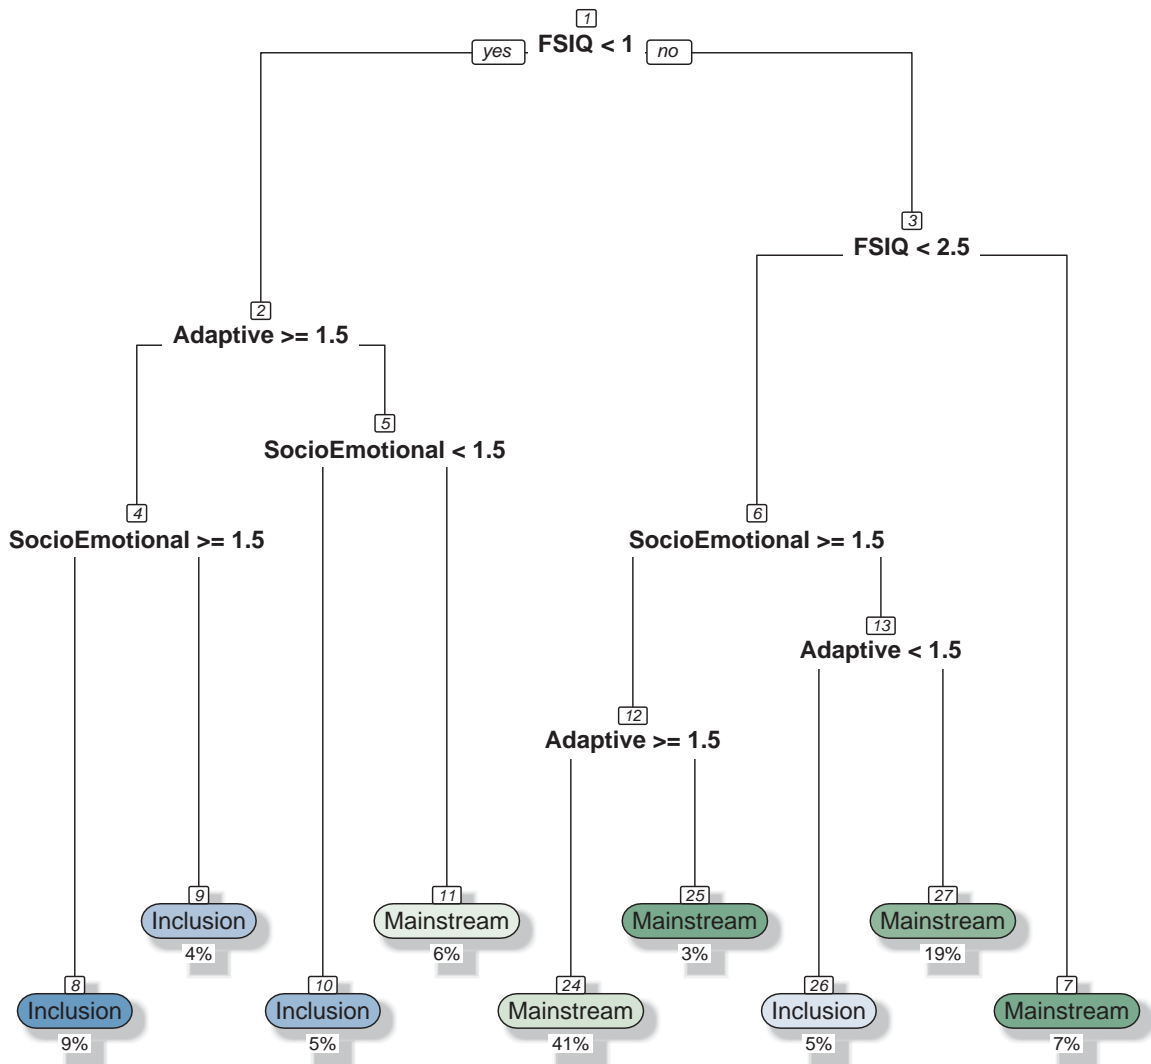 1
yes FSIQ < 1 no
3
FSIQ < 2.5
2
Adaptive >= 1.5
5
SocioEmotional < 1.5
4
SocioEmotional >= 1.5
6
SocioEmotional >= 1.5
13
Adaptive < 1.5
12
Adaptive >= 1.5
9
Inclusion
4%
11
Mainstream
6%
25
Mainstream
3%
27
Mainstream
19%
8
Inclusion
9%
10
Inclusion
5%
24
Mainstream
41%
26
Inclusion
5%
7
Mainstream
7%